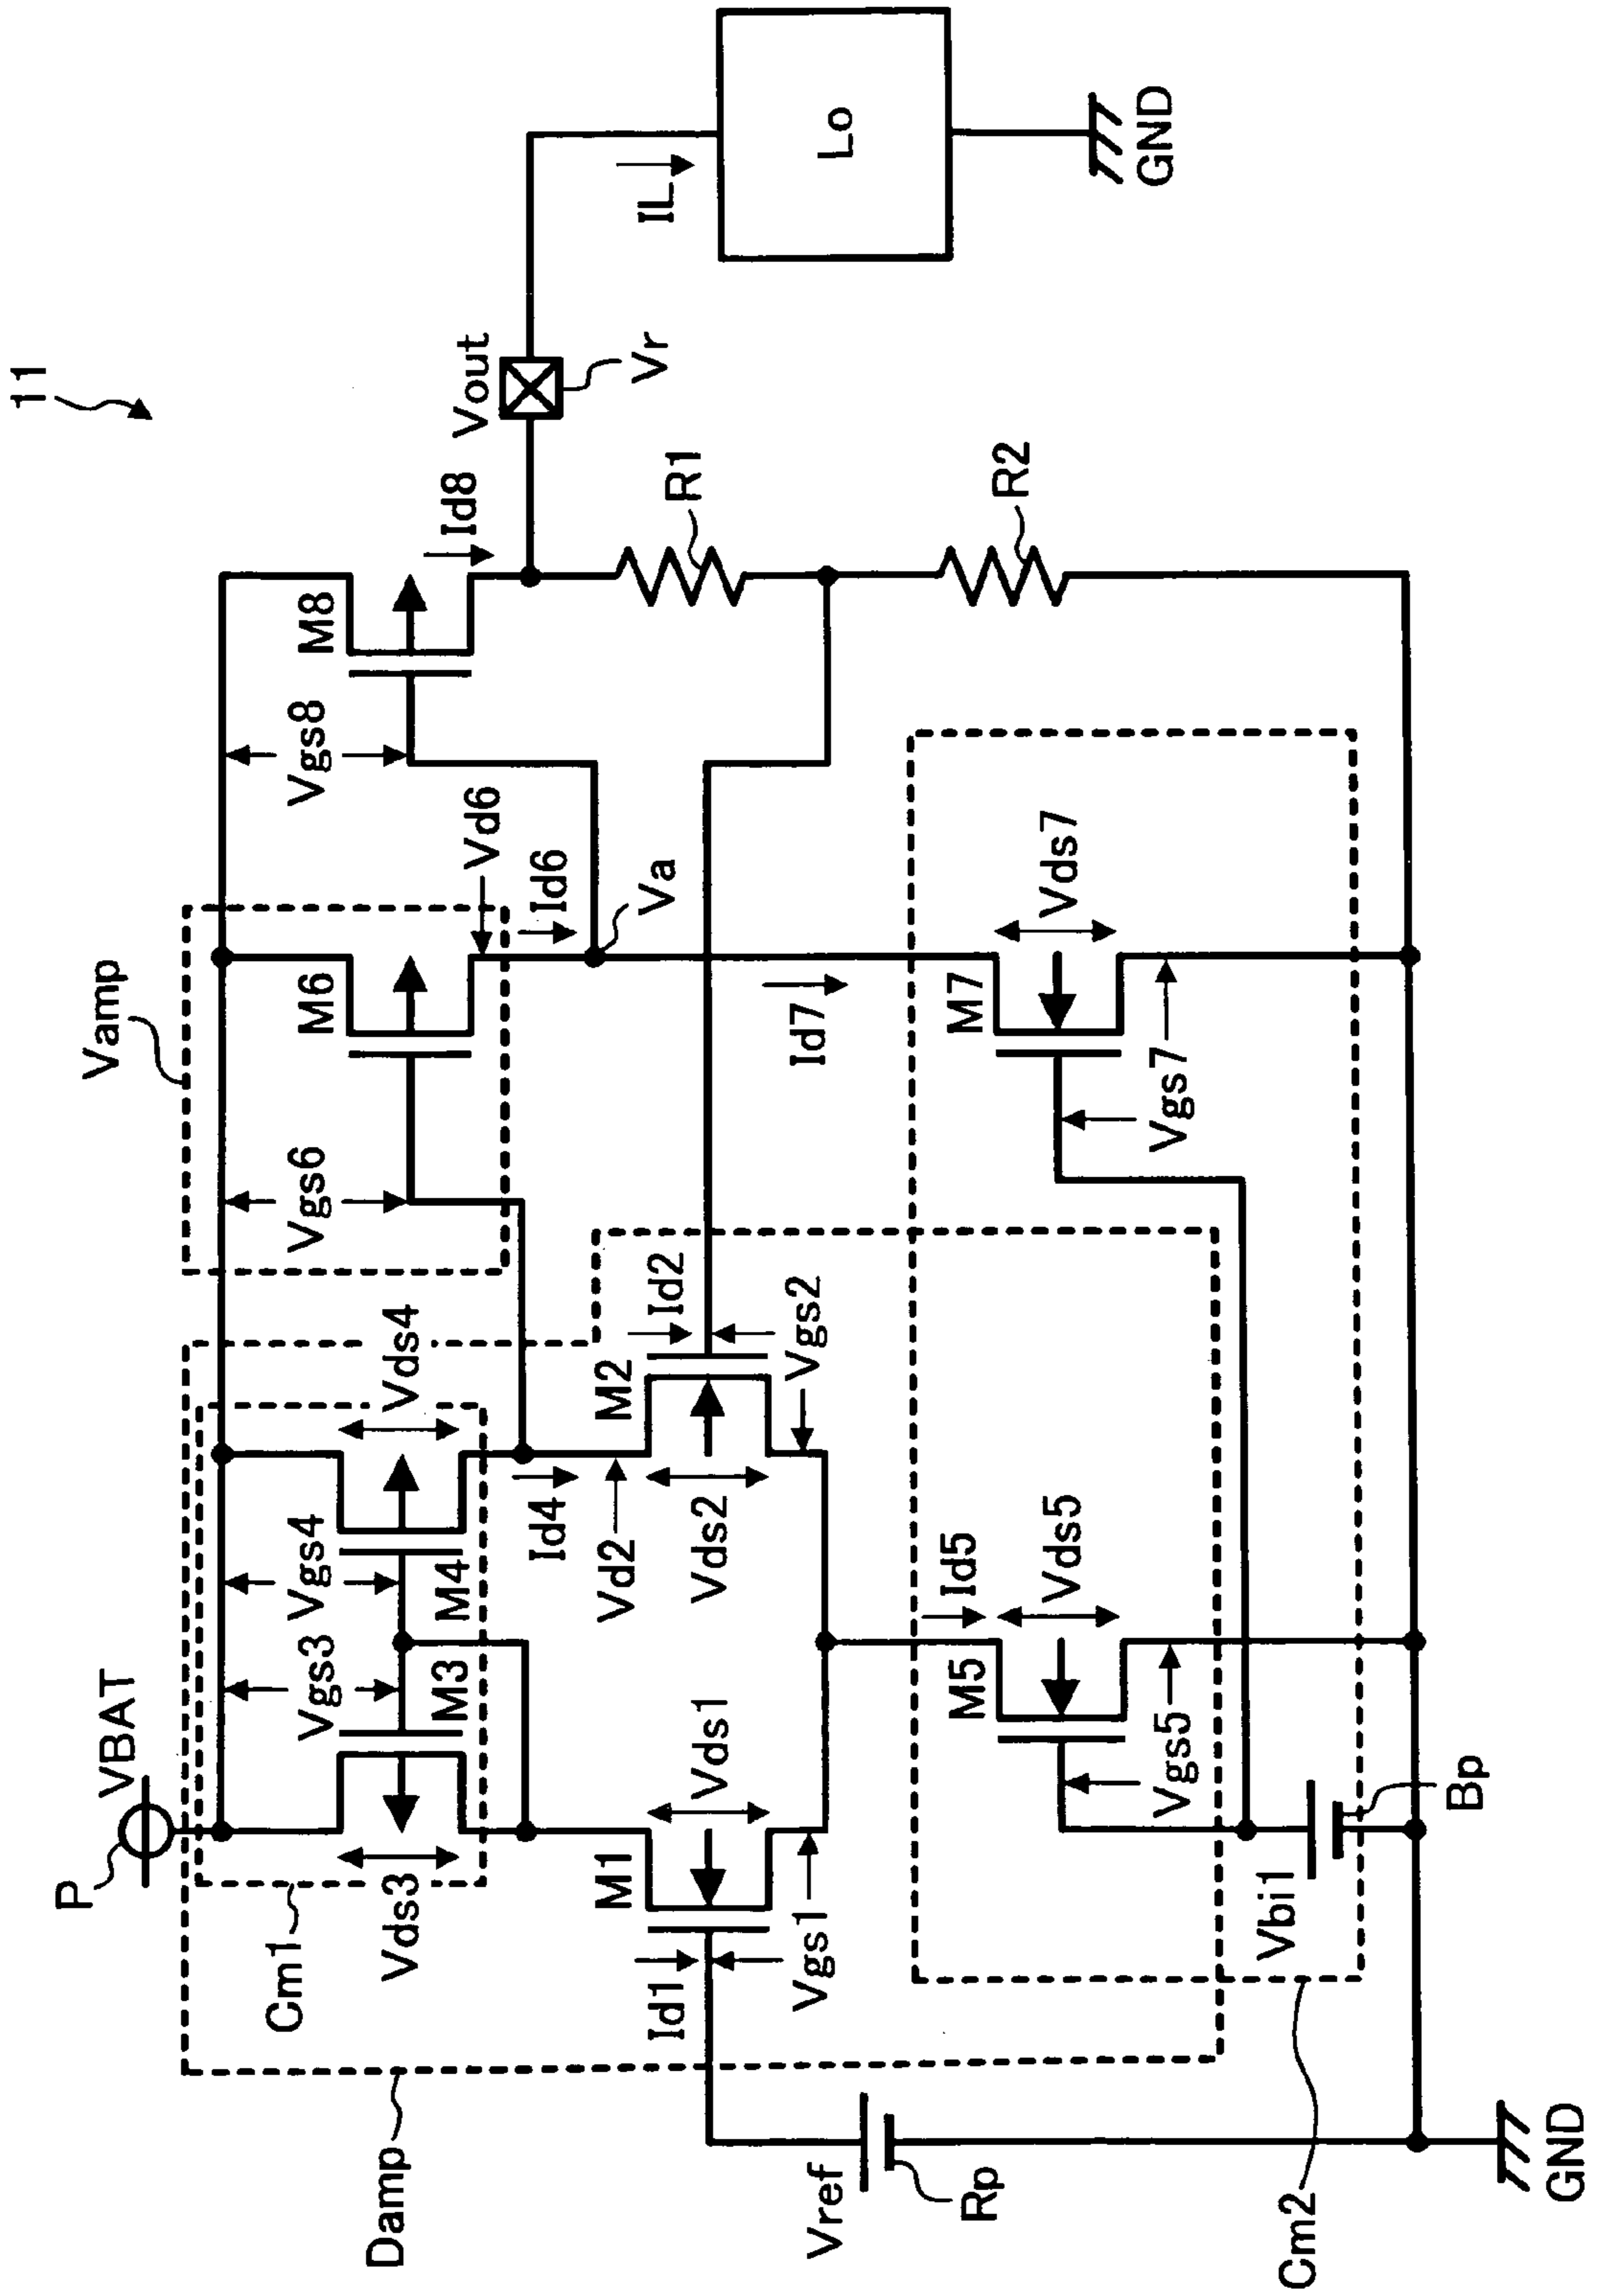 11
P
VBAT
Cm1
Vds3
Vgs3
M3
Vgs4
M4
Vds4
Vamp
Vgs6
M6
Vd6
Id6
Va
Vgs8
M8
Id8
Vout
Vr
IL
Lo
GND
R1
R2
Damp
Id1
M1
Vds1
Vgs1
Id4
Vd2
Vds2
M2
Id2
Vgs2
Id7
M7
Vds7
Vgs7
Id5
M5
Vds5
Vgs5
Vref
Rp
Vbi1
Bp
Cm2
GND